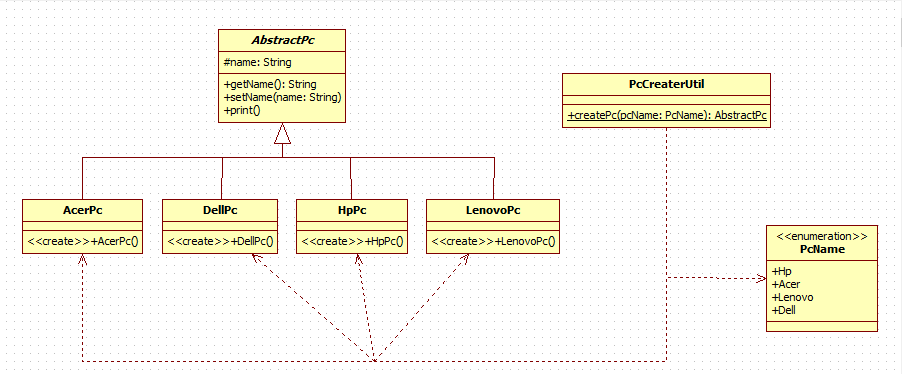 AbstractPc
#name: String
+getName(): String
+setName(name: String)
+print()
PcCreaterUtil
+createPc(pcName: PcName): AbstractPc
AcerPc
<<create>>+AcerPc()
DellPc
<<create>>+DellPc()
HpPc
<<create>>+HpPc()
LenovoPc
<<create>>+LenovoPc()
<<enumeration>>
PcName
+Hp
+Acer
+Lenovo
+Dell